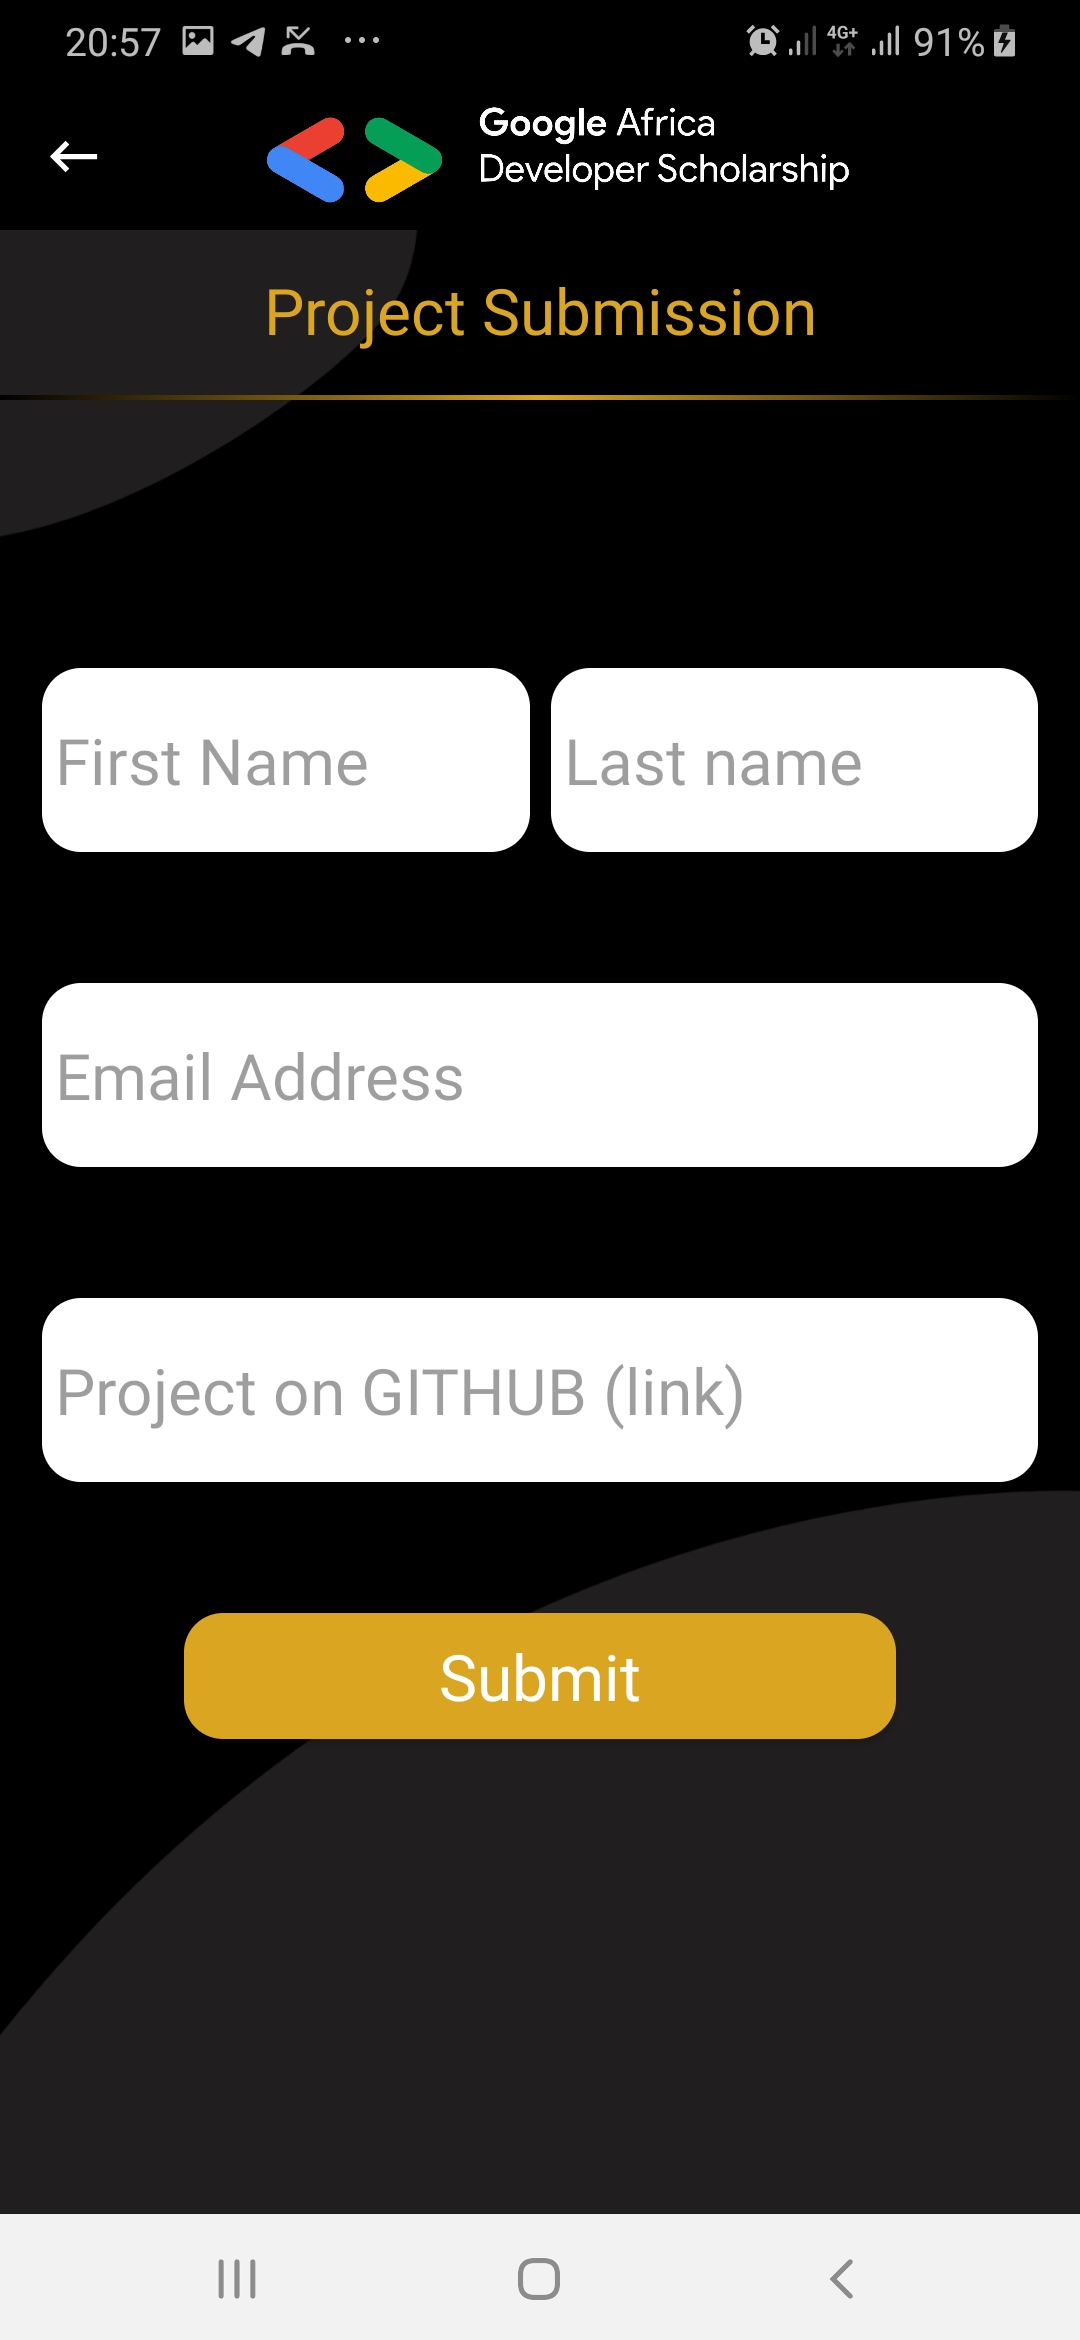 20:57 4G+ 91%
Google Africa
Developer Scholarship
Project Submission
First Name Last name
Email Address
Project on GITHUB (link)
Submit